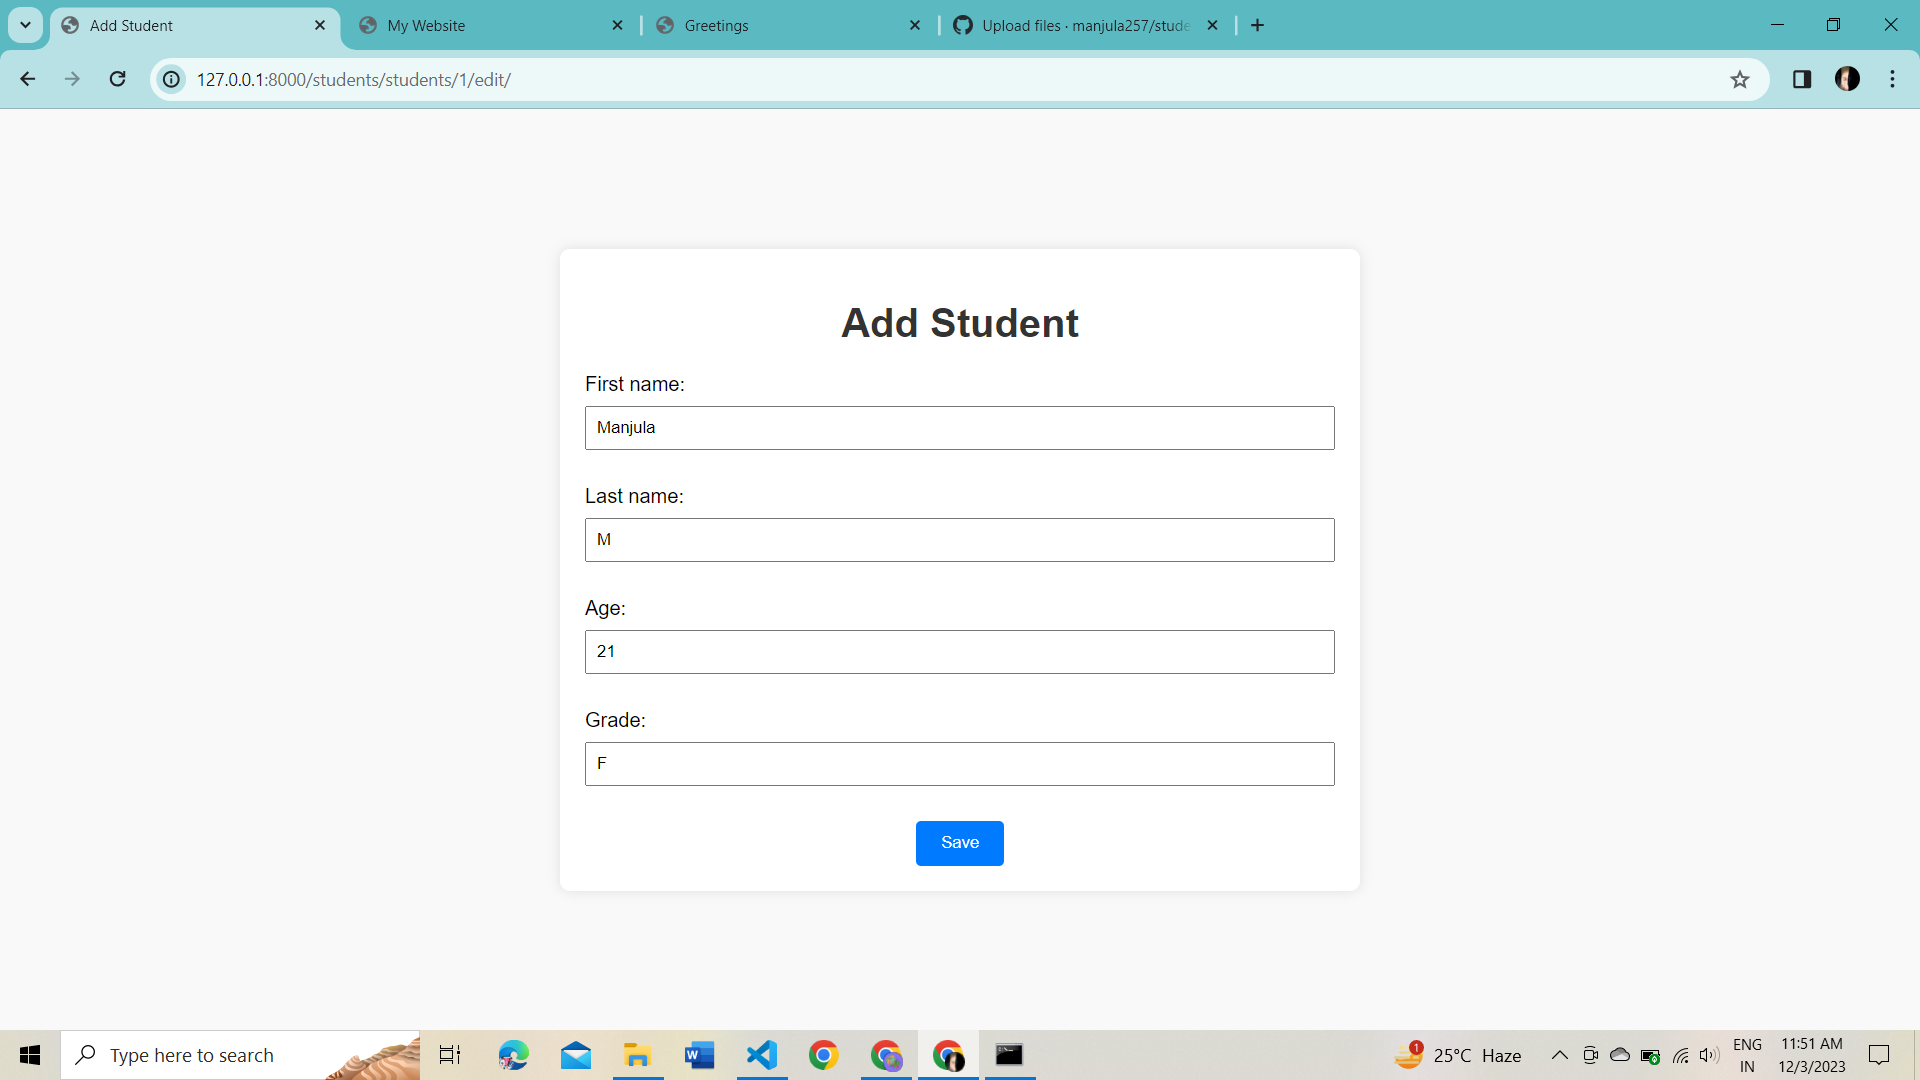 Add Student
My Website
Greetings
Upload files · manjula257/stude
127.0.0.1:8000/students/students/1/edit/
Add Student
First name:
Manjula
Last name:
M
Age:
21
Grade:
F
Save
Type here to search
1
25°C Haze
ENG
IN
11:51 AM
12/3/2023